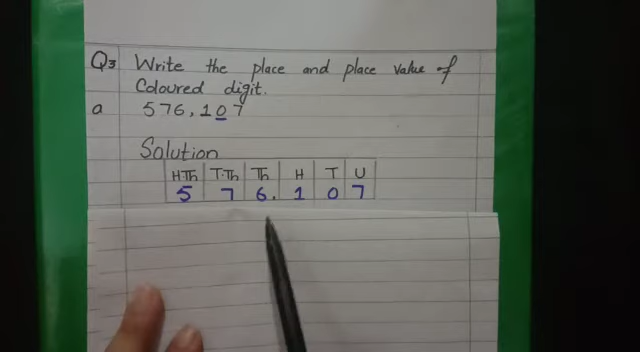 Q3 Write the place and place value of
Coloured digit.
a 576,107
Solution
H.Th T.Th Th H T U
5 7 6. 1 0 7